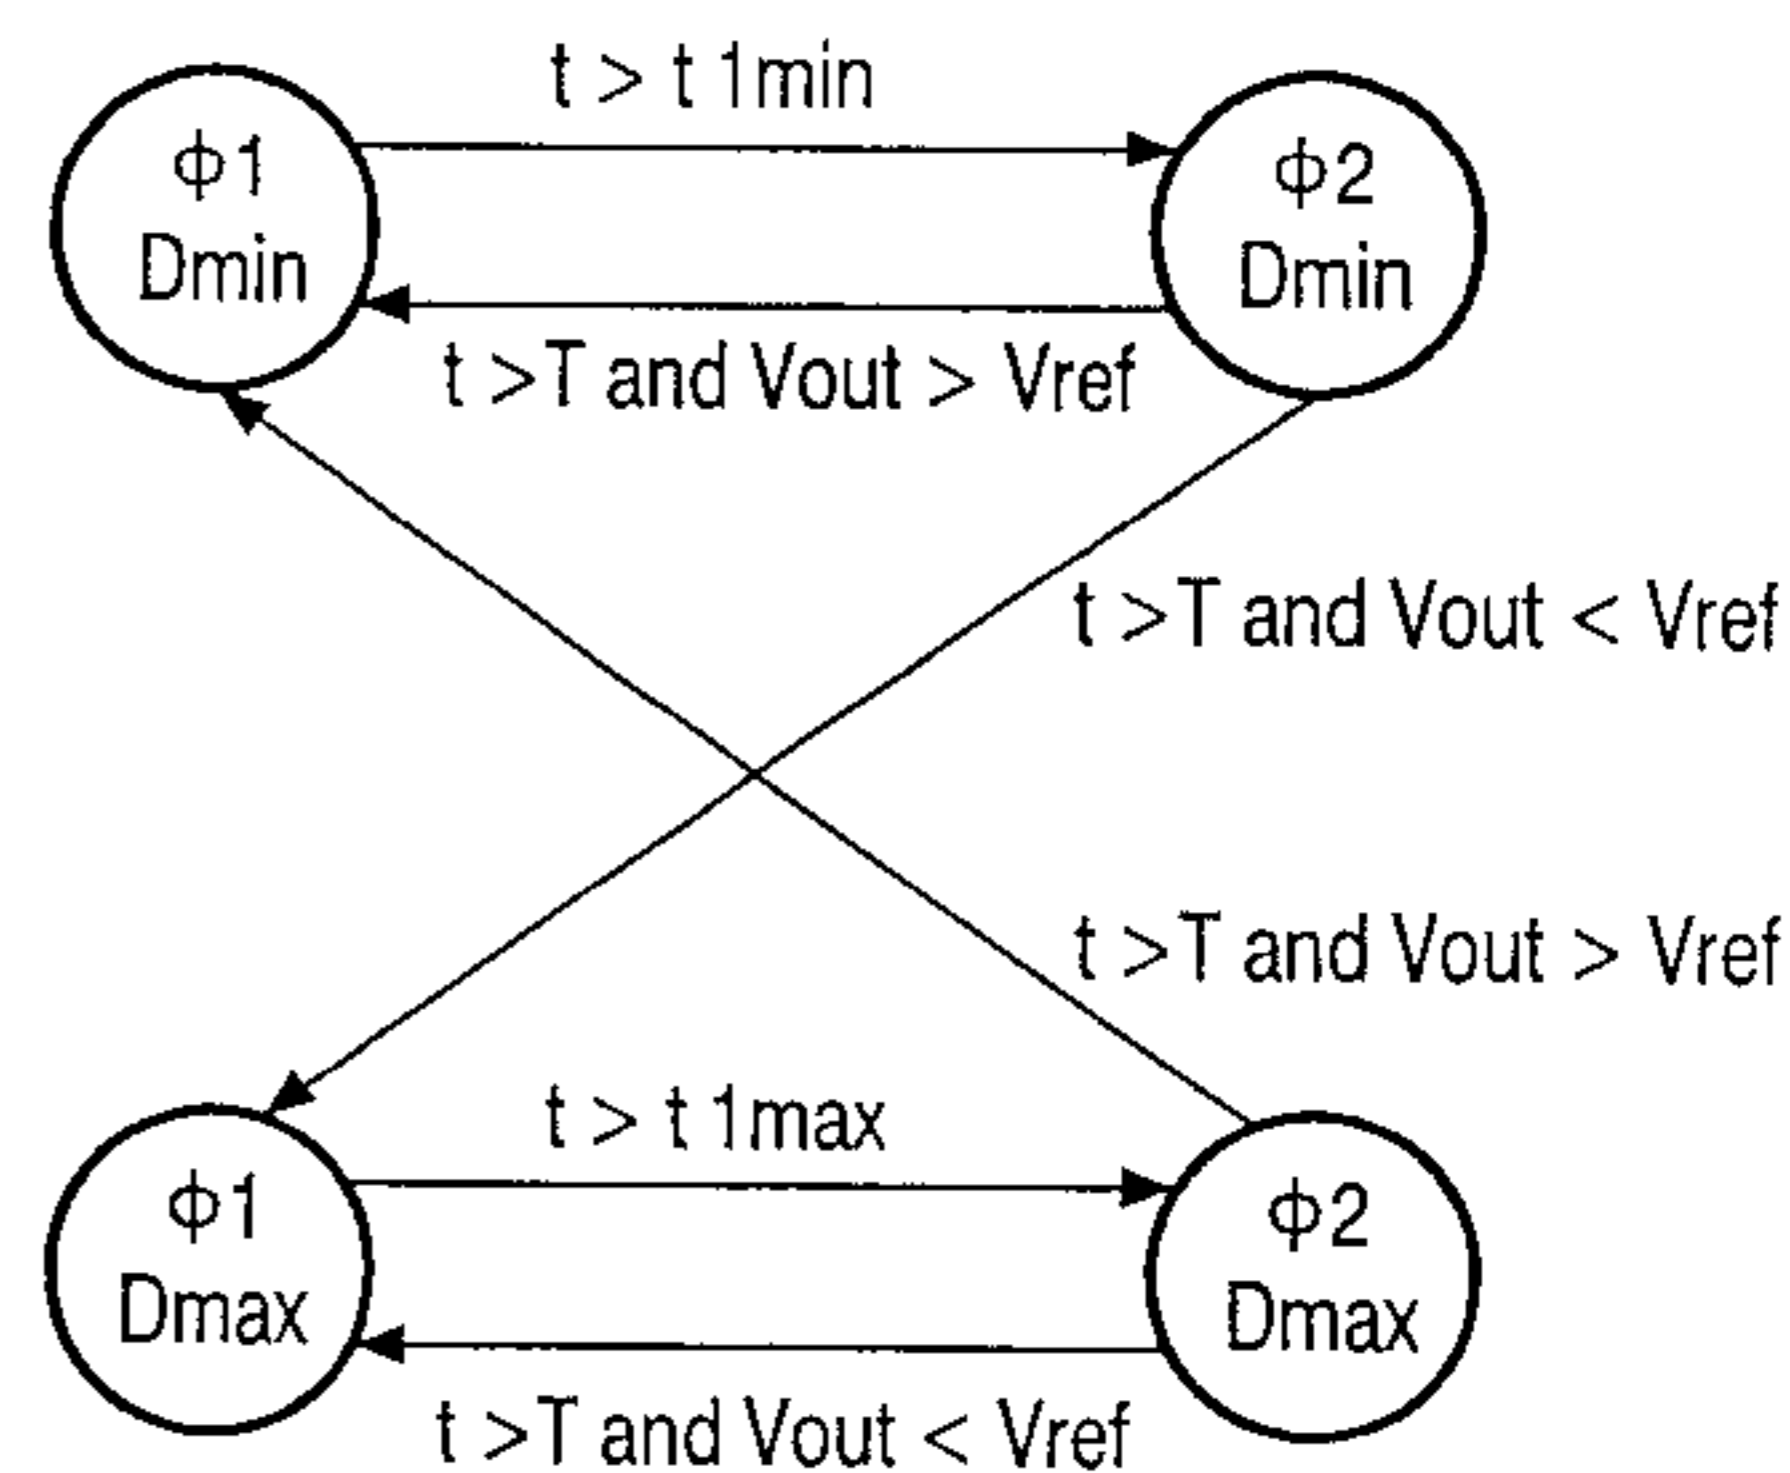 t > t 1min
ϕ1
Dmin
ϕ2
Dmin
t >T and Vout > Vref
t >T and Vout < Vref
t >T and Vout > Vref
t > t 1max
ϕ1
Dmax
ϕ2
Dmax
t >T and Vout < Vref